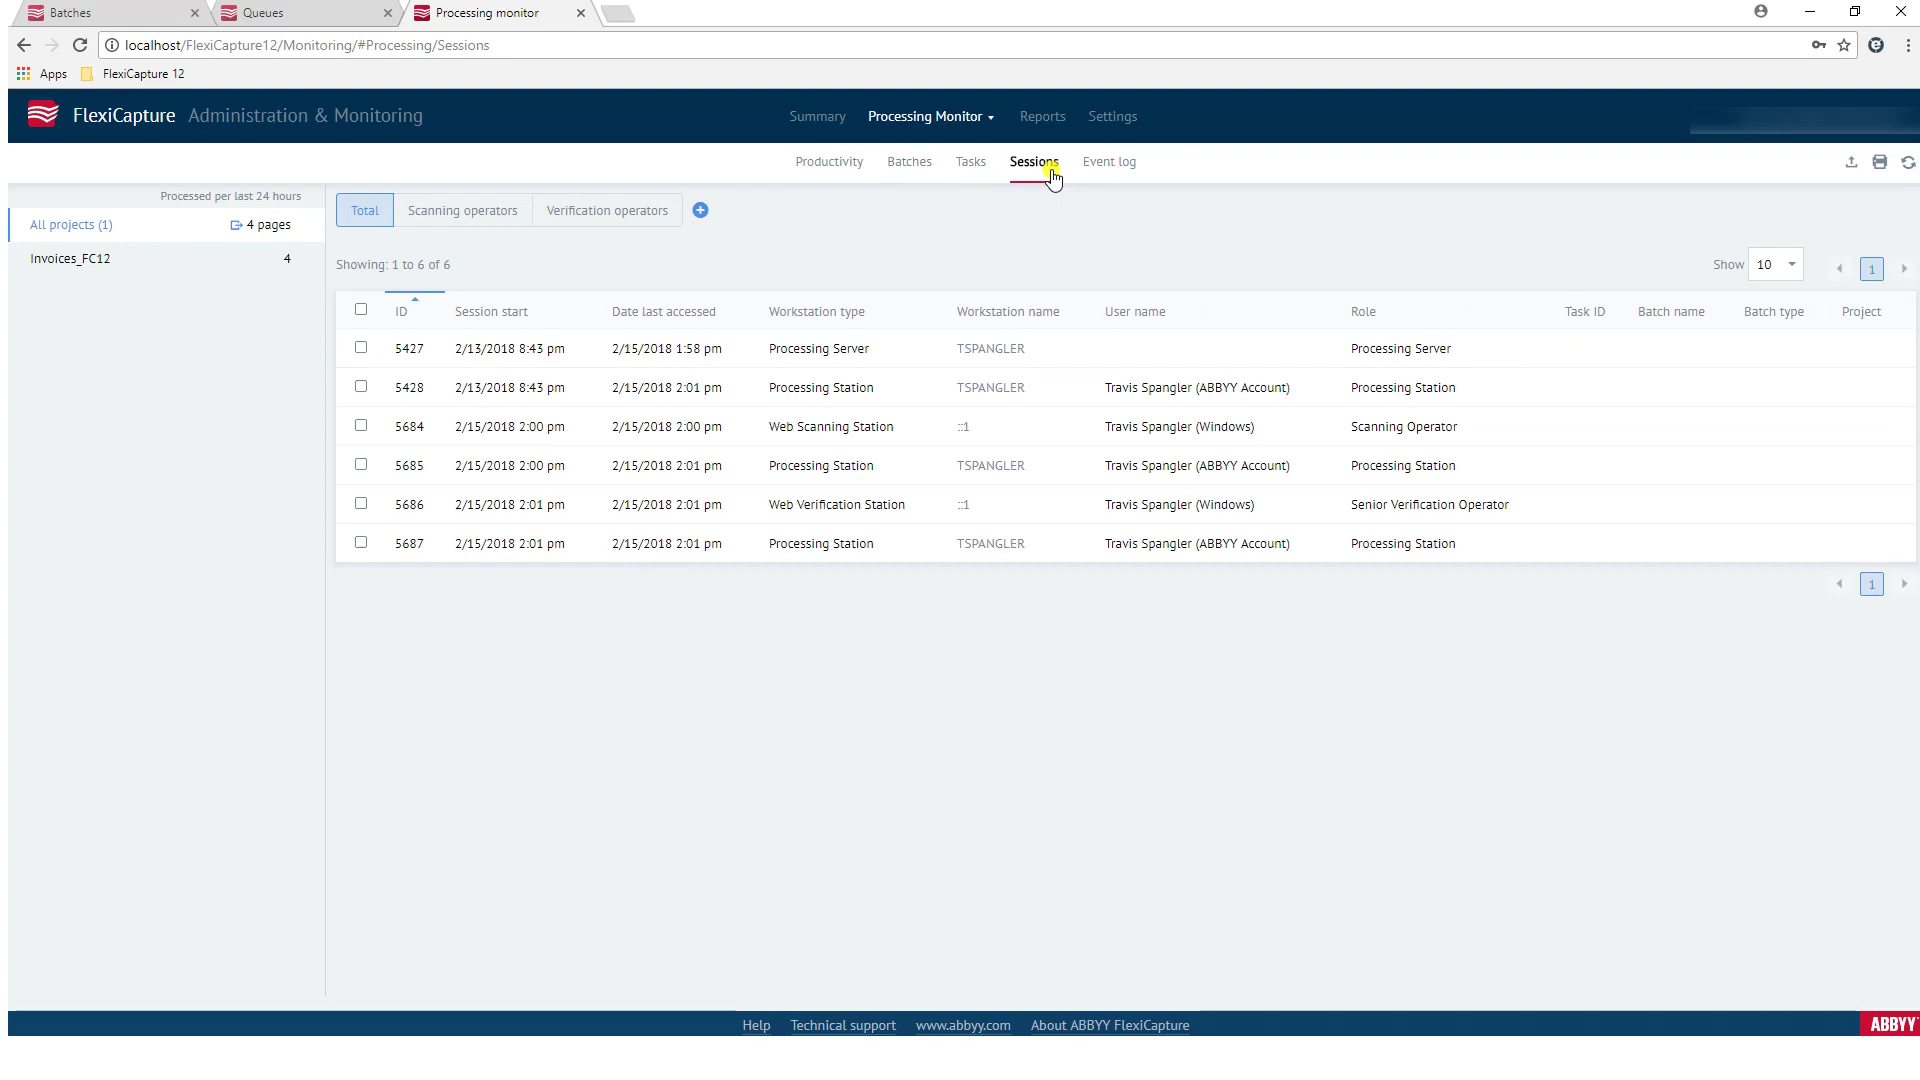 Batches Queues Processing monitor
localhost/FlexiCapture12/Monitoring/#Processing/Sessions
Apps FlexiCapture 12
FlexiCapture Administration & Monitoring Summary Processing Monitor Reports Settings
Productivity Batches Tasks Sessions Event log
Processed per last 24 hours
All projects (1) 4 pages
Invoices_FC12 4
Total Scanning operators Verification operators
Showing: 1 to 6 of 6 Show 10 1
ID Session start Date last accessed Workstation type Workstation name User name Role Task ID Batch name Batch type Project
5427 2/13/2018 8:43 pm 2/15/2018 1:58 pm Processing Server TSPANGLER Processing Server
5428 2/13/2018 8:43 pm 2/15/2018 2:01 pm Processing Station TSPANGLER Travis Spangler (ABBYY Account) Processing Station
5684 2/15/2018 2:00 pm 2/15/2018 2:00 pm Web Scanning Station ::1 Travis Spangler (Windows) Scanning Operator
5685 2/15/2018 2:00 pm 2/15/2018 2:01 pm Processing Station TSPANGLER Travis Spangler (ABBYY Account) Processing Station
5686 2/15/2018 2:01 pm 2/15/2018 2:01 pm Web Verification Station ::1 Travis Spangler (Windows) Senior Verification Operator
5687 2/15/2018 2:01 pm 2/15/2018 2:01 pm Processing Station TSPANGLER Travis Spangler (ABBYY Account) Processing Station
1
Help Technical support www.abbyy.com About ABBYY FlexiCapture ABBYY